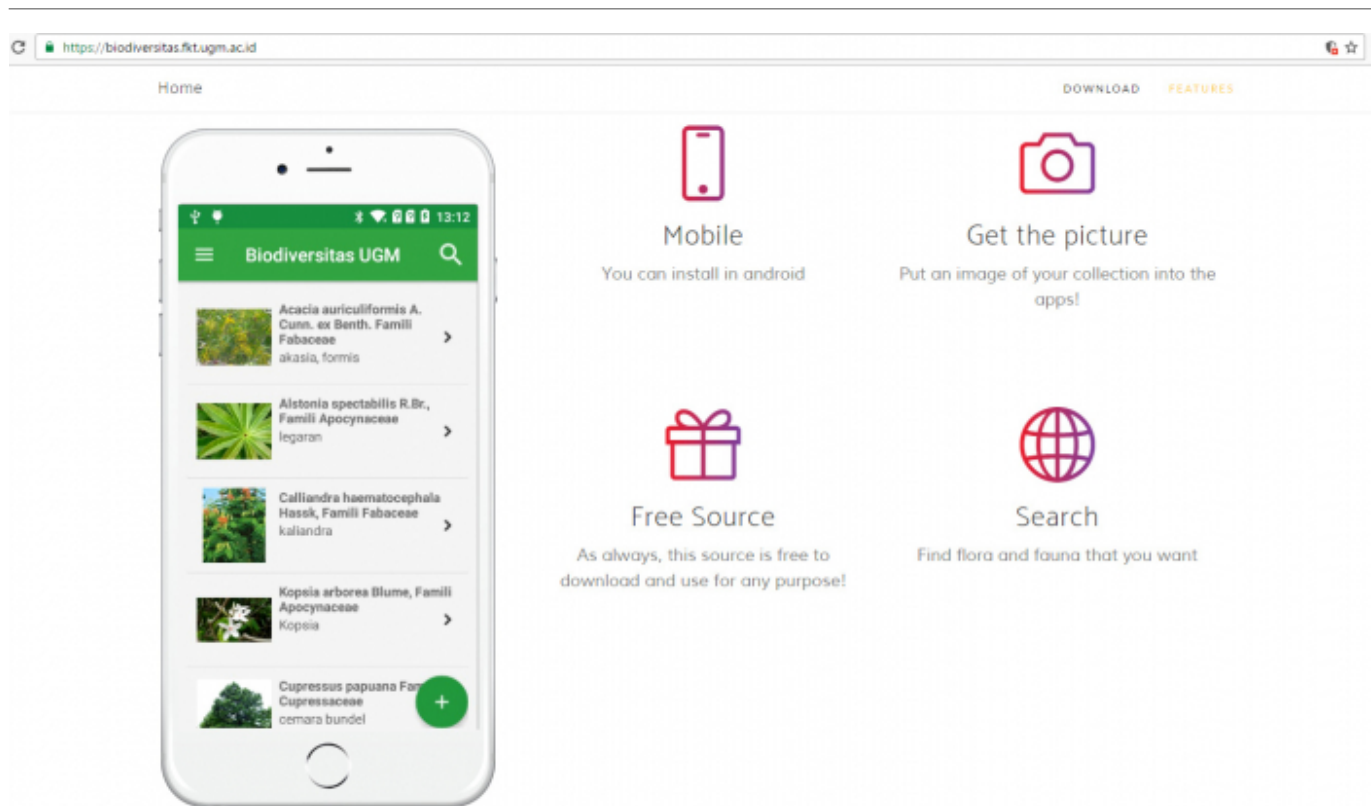 https://biodiversitas.fkt.ugm.ac.id
Home
DOWNLOAD FEATURES
13:12
Biodiversitas UGM
Acacia auriculiformis A.
Cunn. ex Benth. Famili
Fabaceae
akasia, formis
Alstonia spectabilis R.Br.,
Famili Apocynaceae
legaran
Calliandra haematocephala
Hassk, Famili Fabaceae
kaliandra
Kopsia arborea Blume, Famili
Apocynaceae
Kopsia
Cupressus papuana
Cupressaceae
cemara bundel
Mobile
You can install in android
Get the picture
Put an image of your collection into the
apps!
Free Source
As always, this source is free to
download and use for any purpose!
Search
Find flora and fauna that you want